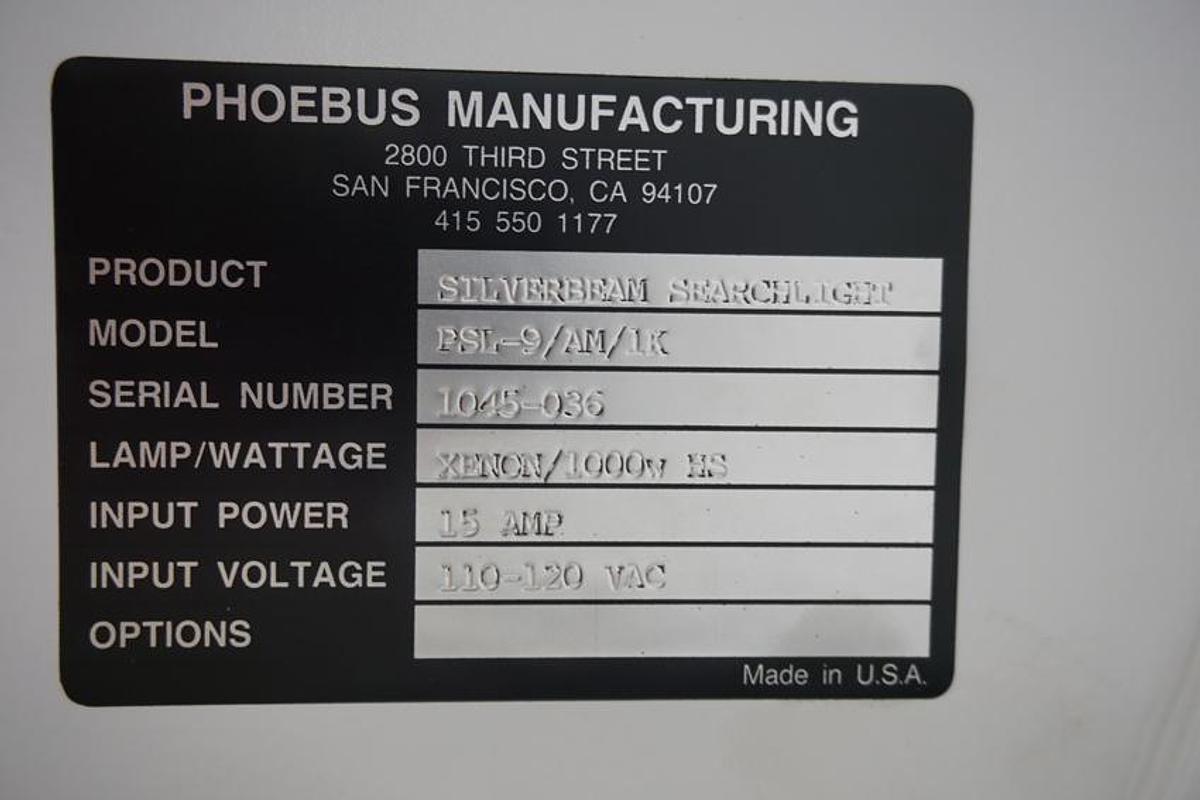 PHOEBUS MANUFACTURING
2800 THIRD STREET
SAN FRANCISCO, CA 94107
415 550 1177
PRODUCT SILVERBEAM SEARCHLIGHT
MODEL PSL-9/AM/1K
SERIAL NUMBER 1045-036
LAMP/WATTAGE XENON/1000w HS
INPUT POWER 15 AMP
INPUT VOLTAGE 110-120 VAC
OPTIONS
Made in U.S.A.